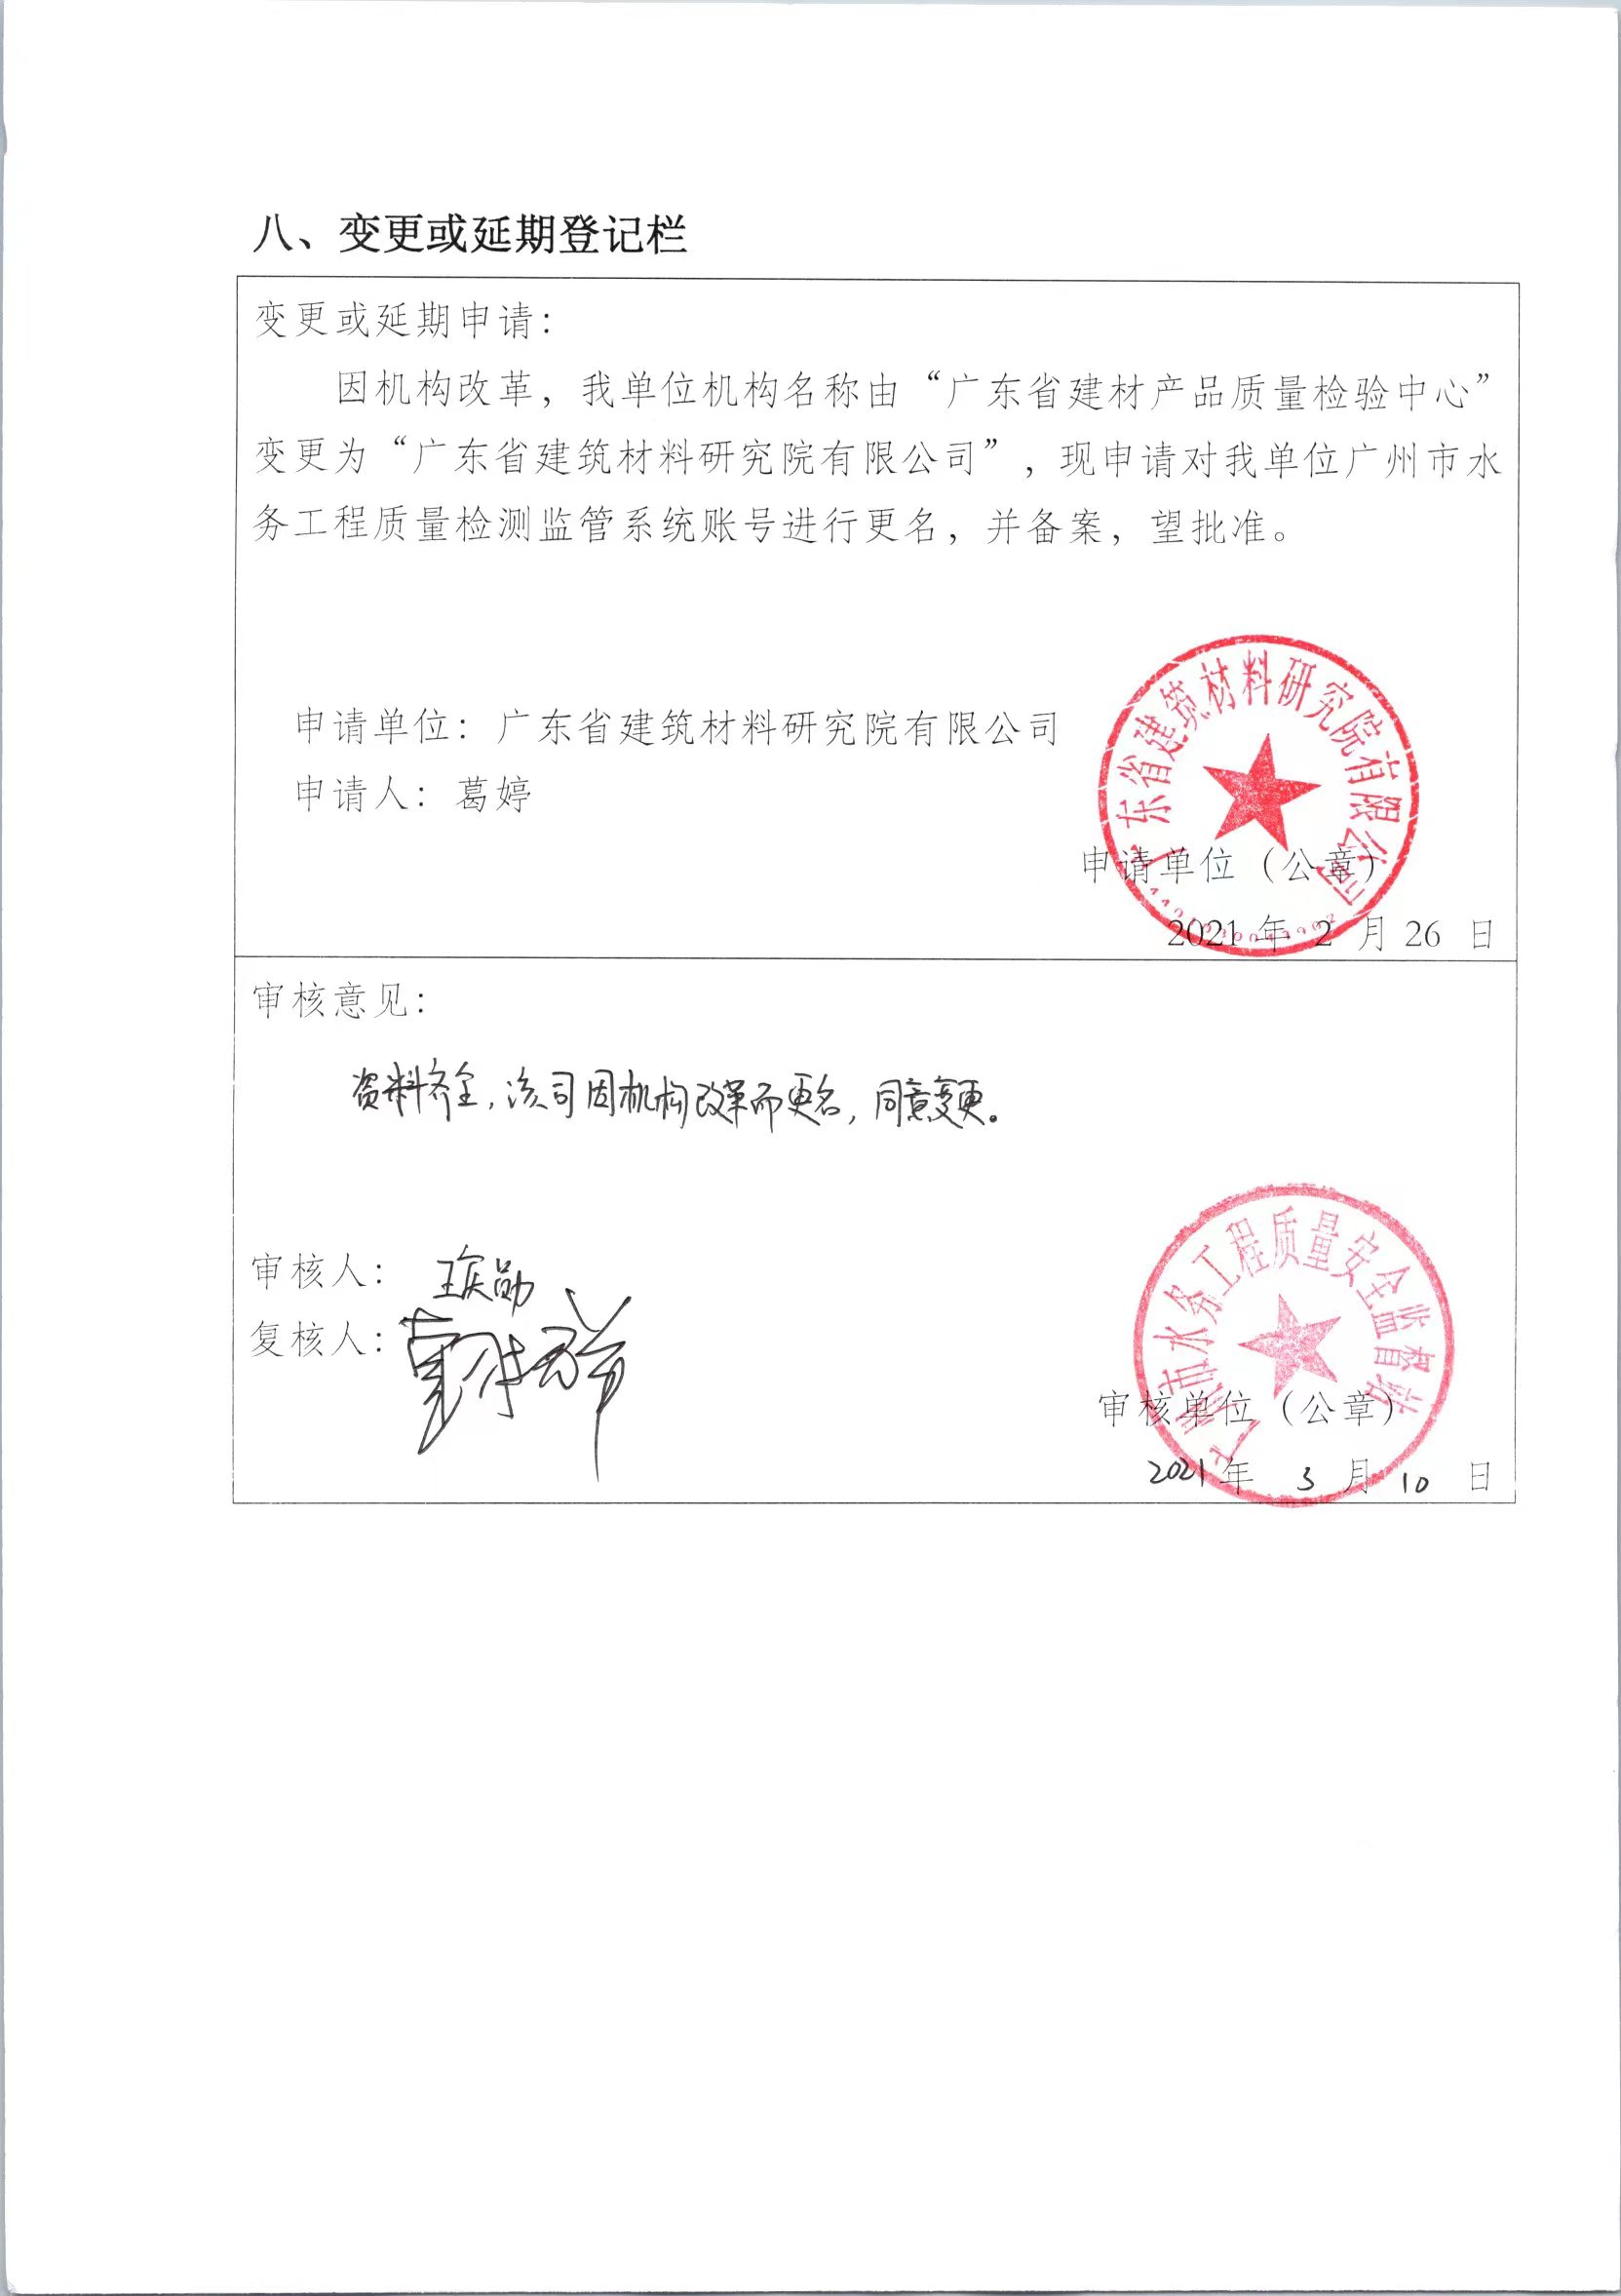 八、变更或延期登记栏
变更或延期申请：
因机构改革，我单位机构名称由“广东省建材产品质量检验中心”
变更为“广东省建筑材料研究院有限公司”，现申请对我单位广州市水
务工程质量检测监管系统账号进行更名，并备案，望批准。
申请单位：广东省建筑材料研究院有限公司
申请人：葛婷
广东省建筑材料研究院有限公司
申请单位（公章）
2021 年 2 月 26 日
审核意见：
资料齐全，该司因机构改革而更名，同意变更。
审核人：
复核人：
广州市水务工程质量安全监督站
审核单位（公章）
2021 年 3 月 10 日